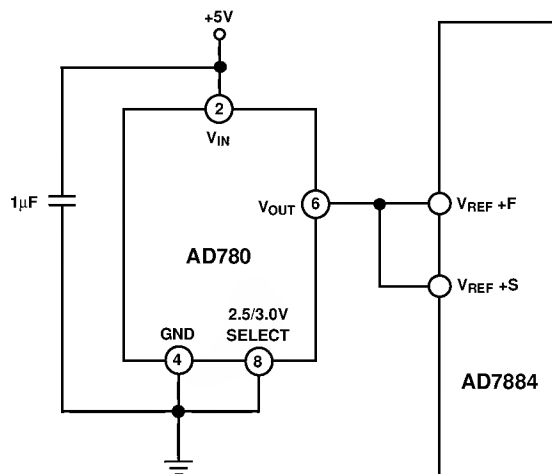 +5V
2
VIN
1µF
6
VOUT
VREF +F
AD780
VREF +S
2.5/3.0V
GND
SELECT
4
8
AD7884